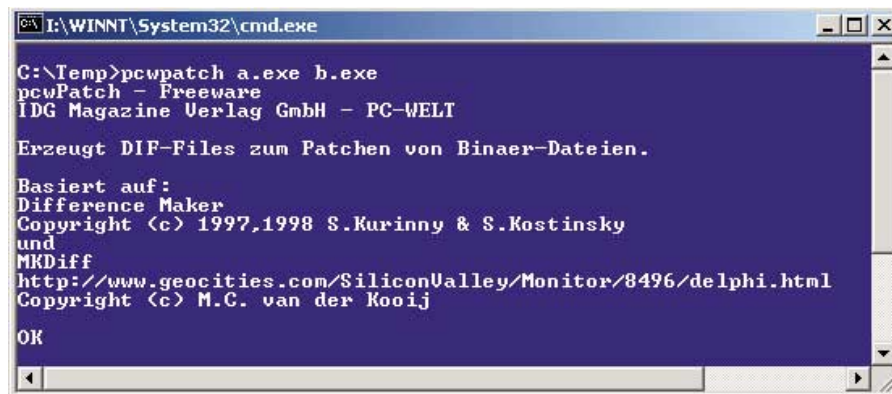 I:\WINNT\System32\cmd.exe
C:\Temp>pcwpatch a.exe b.exe
pcwPatch - Freeware
IDG Magazine Verlag GmbH - PC-WELT
Erzeugt DIF-Files zum Patchen von Binaer-Dateien.
Basiert auf:
Difference Maker
Copyright (c) 1997,1998 S.Kurinny & S.Kostinsky
und
MKDiff
http://www.geocities.com/SiliconValley/Monitor/8496/delphi.html
Copyright (c) M.C. van der Kooij
OK